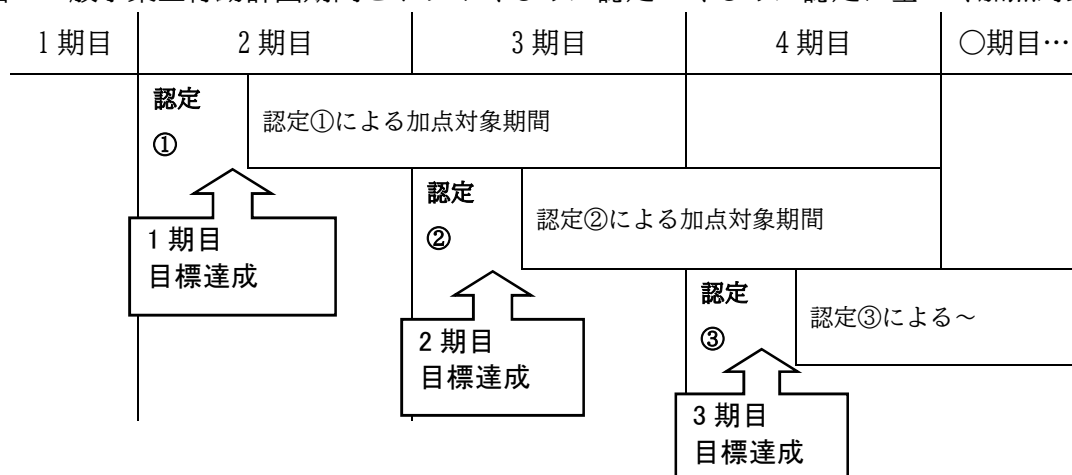 1期目 2期目 3期目 4期目 ○期目…
認定
①
認定①による加点対象期間
1期目
目標達成
認定
②
認定②による加点対象期間
2期目
目標達成
認定
③
認定③による～
3期目
目標達成